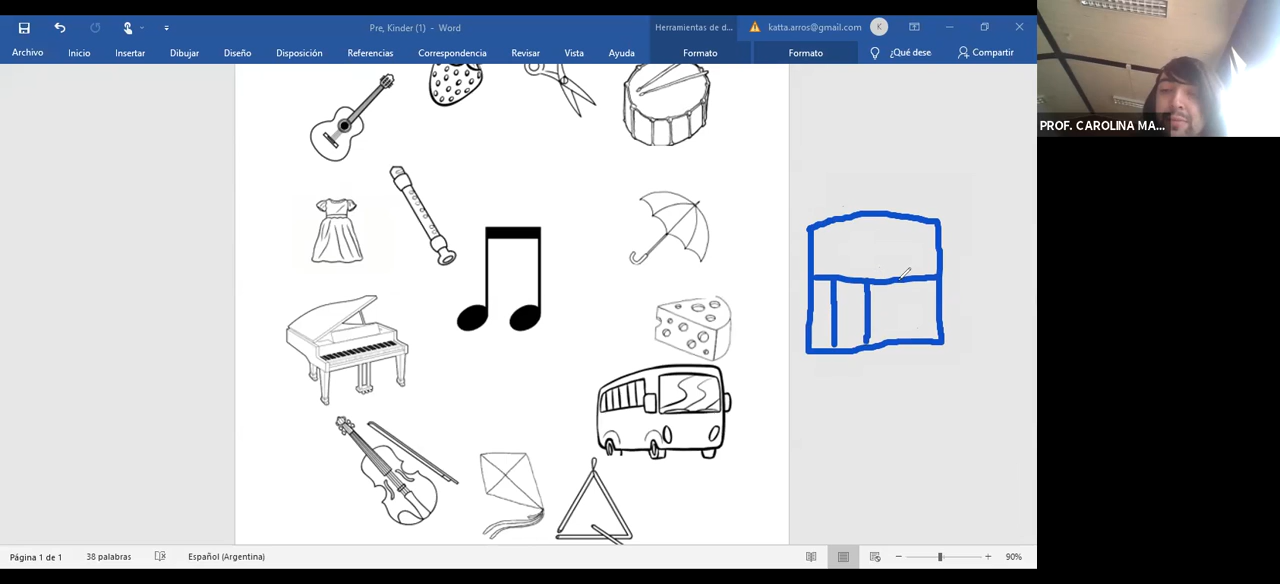 Pre, Kinder (1) - Word
Herramientas de d...
katta.arros@gmail.com
K
Archivo
Inicio
Insertar
Dibujar
Diseño
Disposición
Referencias
Correspondencia
Revisar
Vista
Ayuda
Formato
Formato
¿Qué dese
Compartir
PROF. CAROLINA MA...
Página 1 de 1
38 palabras
Español (Argentina)
90%